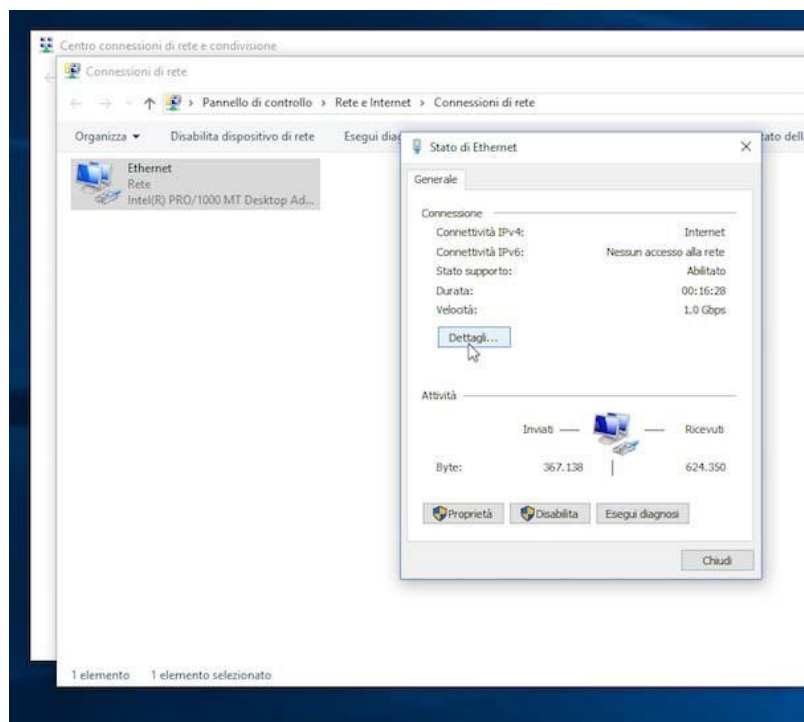 Centro connessioni di rete e condivisione
Connessioni di rete
Pannello di controllo > Rete e Internet > Connessioni di rete
Organizza Disabilita dispositivo di rete Esegui diag tato dell
Ethernet
Rete
Intel(R) PRO/1000 MT Desktop Ad...
Stato di Ethernet
Generale
Connessione
Connettività IPv4: Internet
Connettività IPv6: Nessun accesso alla rete
Stato supporto: Abilitato
Durata: 00:16:28
Velocità: 1.0 Gbps
Dettagli...
Attività
Inviati — — Ricevuti
Byte: 367.138 624.350
Proprietà Disabilita Esegui diagnosi
Chiudi
1 elemento 1 elemento selezionato